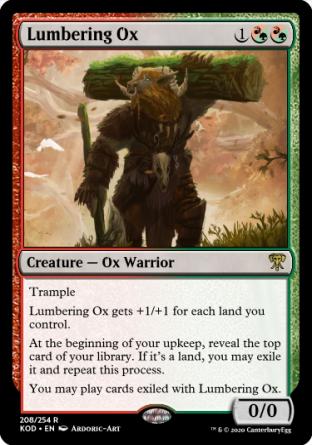 Lumbering Ox 1
Creature — Ox Warrior
Trample
Lumbering Ox gets +1/+1 for each land you
control.
At the beginning of your upkeep, reveal the top
card of your library. If it's a land, you may exile
it and repeat this process.
You may play cards exiled with Lumbering Ox.
0/0
208/254 R
KOD • EN Ardoric-Art
™ & © 2020 CanterburyEgg